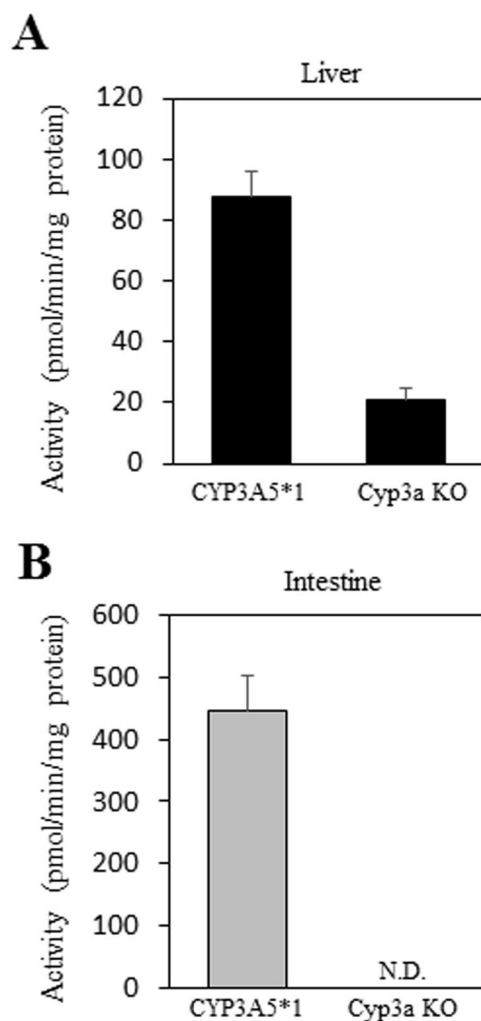 A
Liver
Activity (pmol/min/mg protein)
120
100
80
60
40
20
0
CYP3A5*1 Cyp3a KO
B
Intestine
Activity (pmol/min/mg protein)
600
500
400
300
200
100
0
N.D.
CYP3A5*1 Cyp3a KO